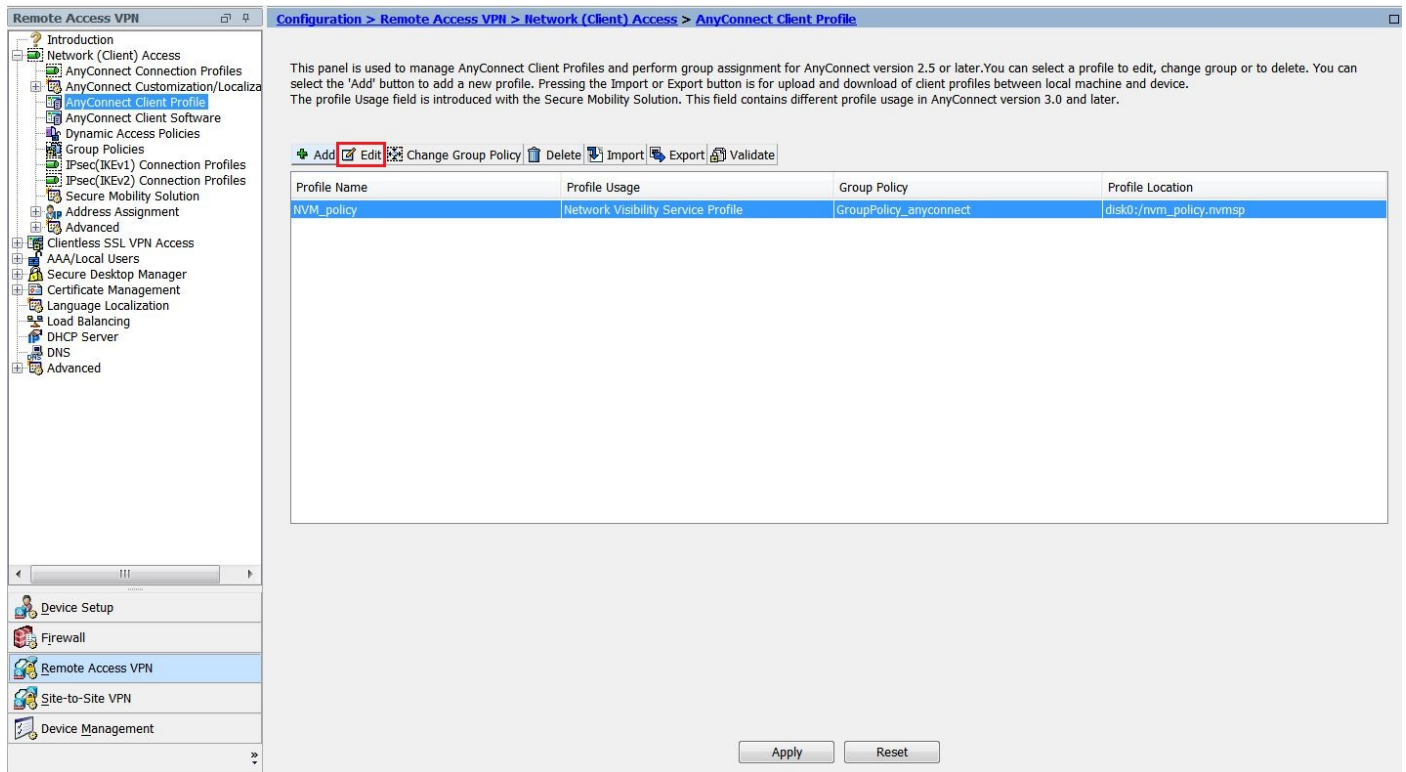 Remote Access VPN
Introduction
Network (Client) Access
AnyConnect Connection Profiles
AnyConnect Customization/Localiza
AnyConnect Client Profile
AnyConnect Client Software
Dynamic Access Policies
Group Policies
IPsec(IKEv1) Connection Profiles
IPsec(IKEv2) Connection Profiles
Secure Mobility Solution
Address Assignment
Advanced
Clientless SSL VPN Access
AAA/Local Users
Secure Desktop Manager
Certificate Management
Language Localization
Load Balancing
DHCP Server
DNS
Advanced
Device Setup
Firewall
Remote Access VPN
Site-to-Site VPN
Device Management
Configuration > Remote Access VPN > Network (Client) Access > AnyConnect Client Profile
This panel is used to manage AnyConnect Client Profiles and perform group assignment for AnyConnect version 2.5 or later.You can select a profile to edit, change group or to delete. You can
select the 'Add' button to add a new profile. Pressing the Import or Export button is for upload and download of client profiles between local machine and device.
The profile Usage field is introduced with the Secure Mobility Solution. This field contains different profile usage in AnyConnect version 3.0 and later.
Add Edit Change Group Policy Delete Import Export Validate
Profile Name Profile Usage Group Policy Profile Location
NVM_policy Network Visibility Service Profile GroupPolicy_anyconnect disk0:/nvm_policy.nvmsp
Apply Reset